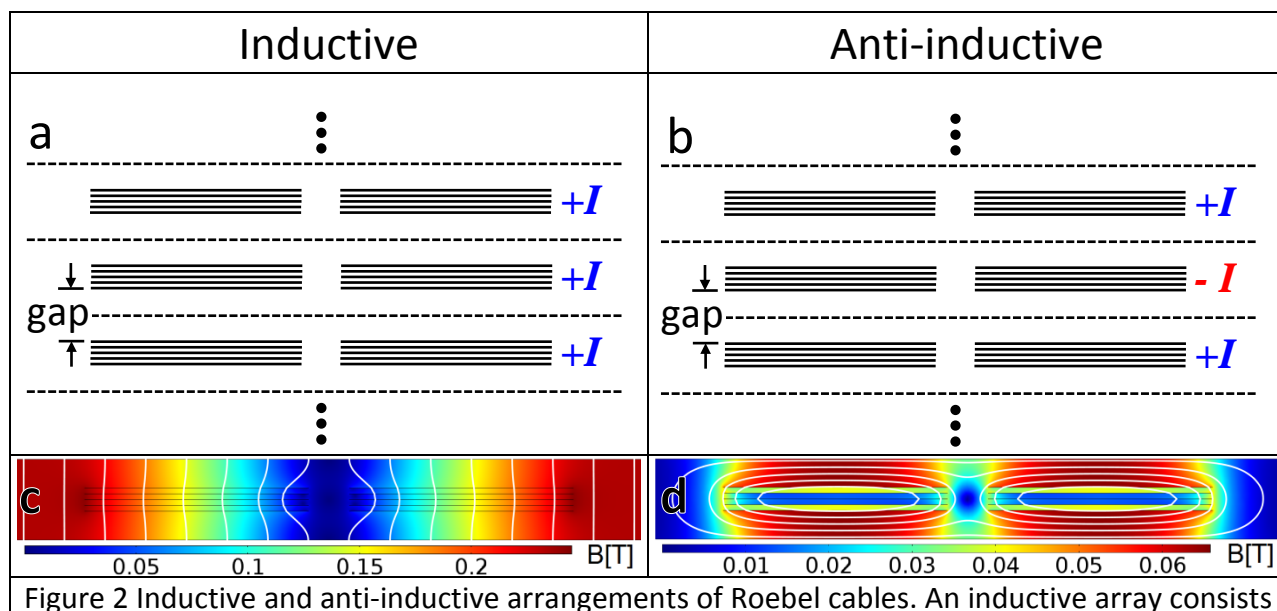 Inductive
Anti-inductive
a
+I
+I
gap
+I
b
+I
- I
gap
+I
c
0.05 0.1 0.15 0.2 B[T]
d
0.01 0.02 0.03 0.04 0.05 0.06 B[T]
Figure 2 Inductive and anti-inductive arrangements of Roebel cables. An inductive array consists